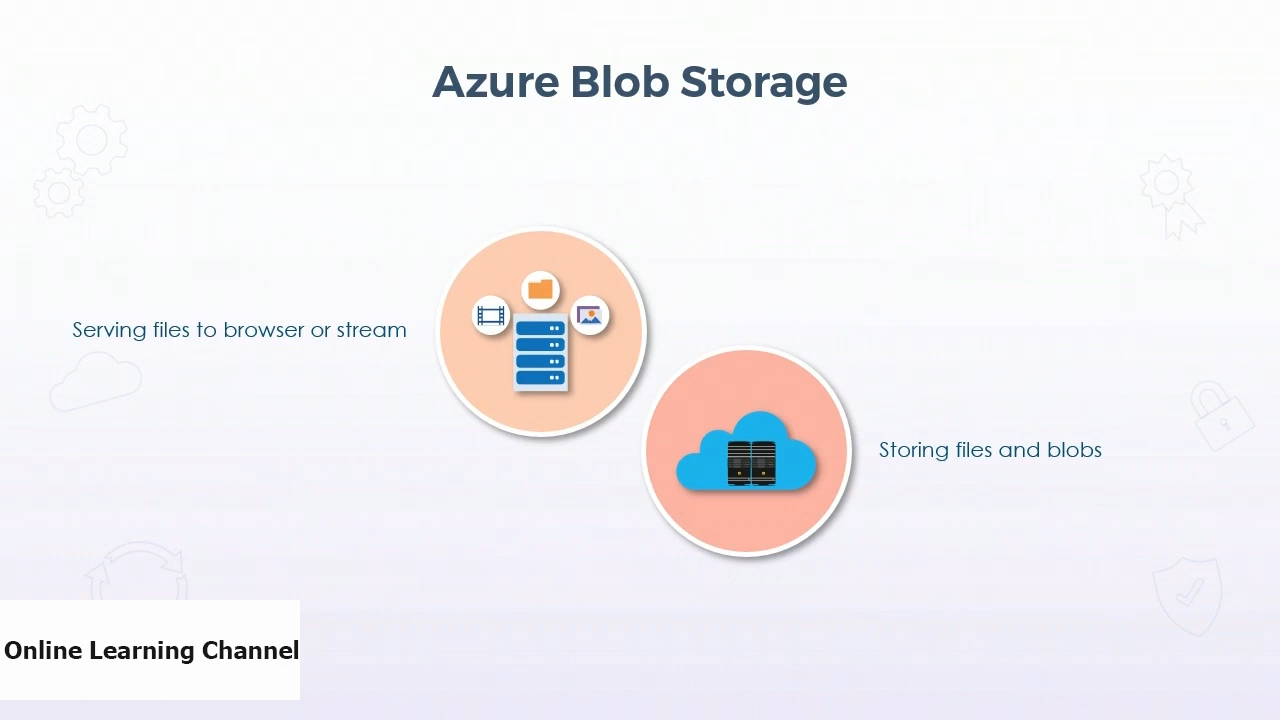 Azure Blob Storage
Serving files to browser or stream
Storing files and blobs
Online Learning Channel